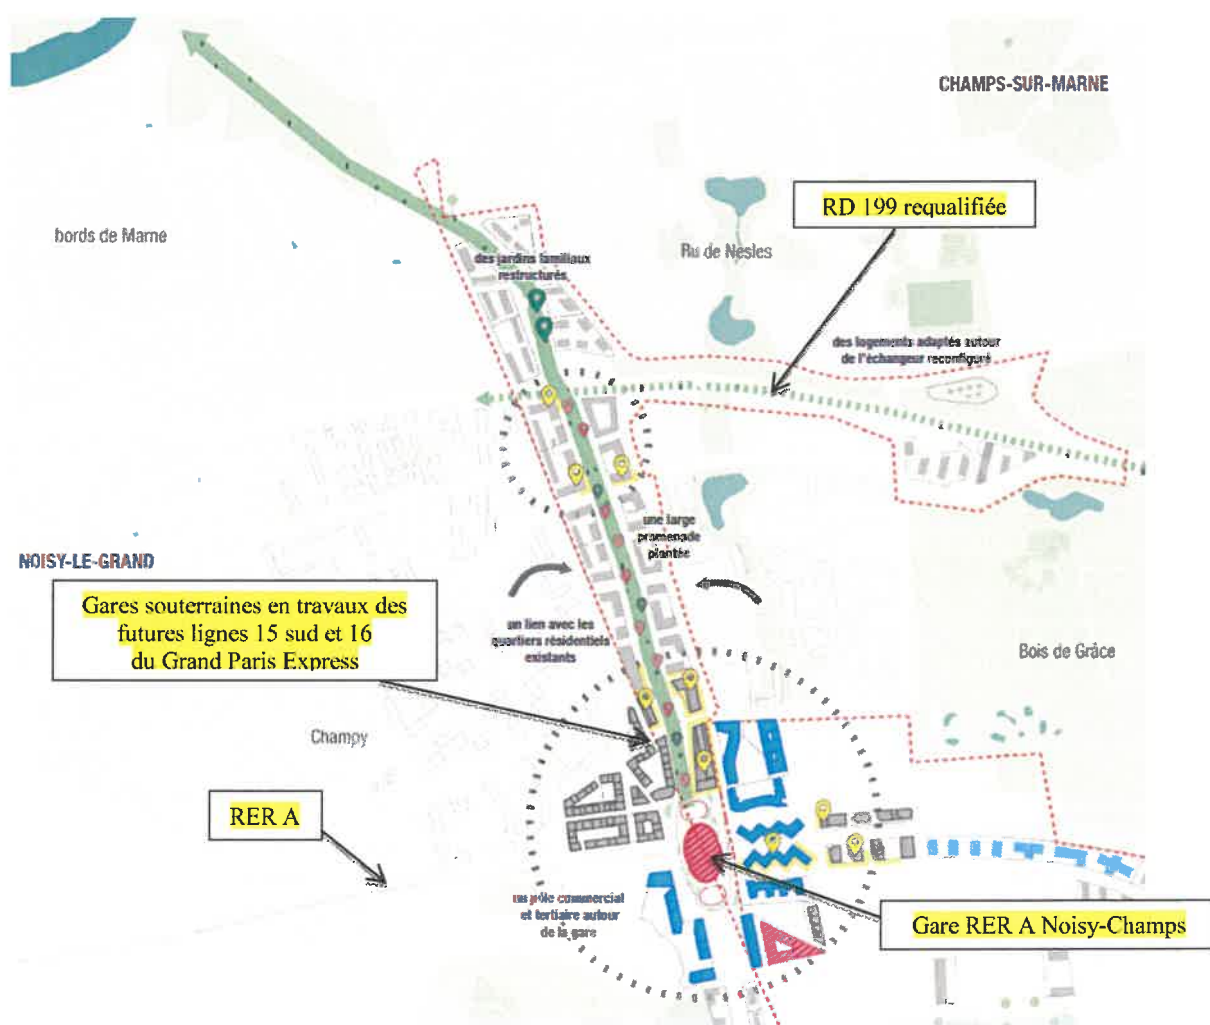 CHAMPS-SUR-MARNE
RD 199 requalifiée
bords de Marne
Ru de Nesles
des jardins familiaux
restructurés
des logements adaptés autour
de l'échangeur reconfiguré
une large
promenade
plantée
NOISY-LE-GRAND
Gares souterraines en travaux des
futures lignes 15 sud et 16
du Grand Paris Express
un lien avec les
quartiers résidentiels
existants
Bois de Grâce
Champy
RER A
un pôle commercial
et tertiaire autour
de la gare
Gare RER A Noisy-Champs